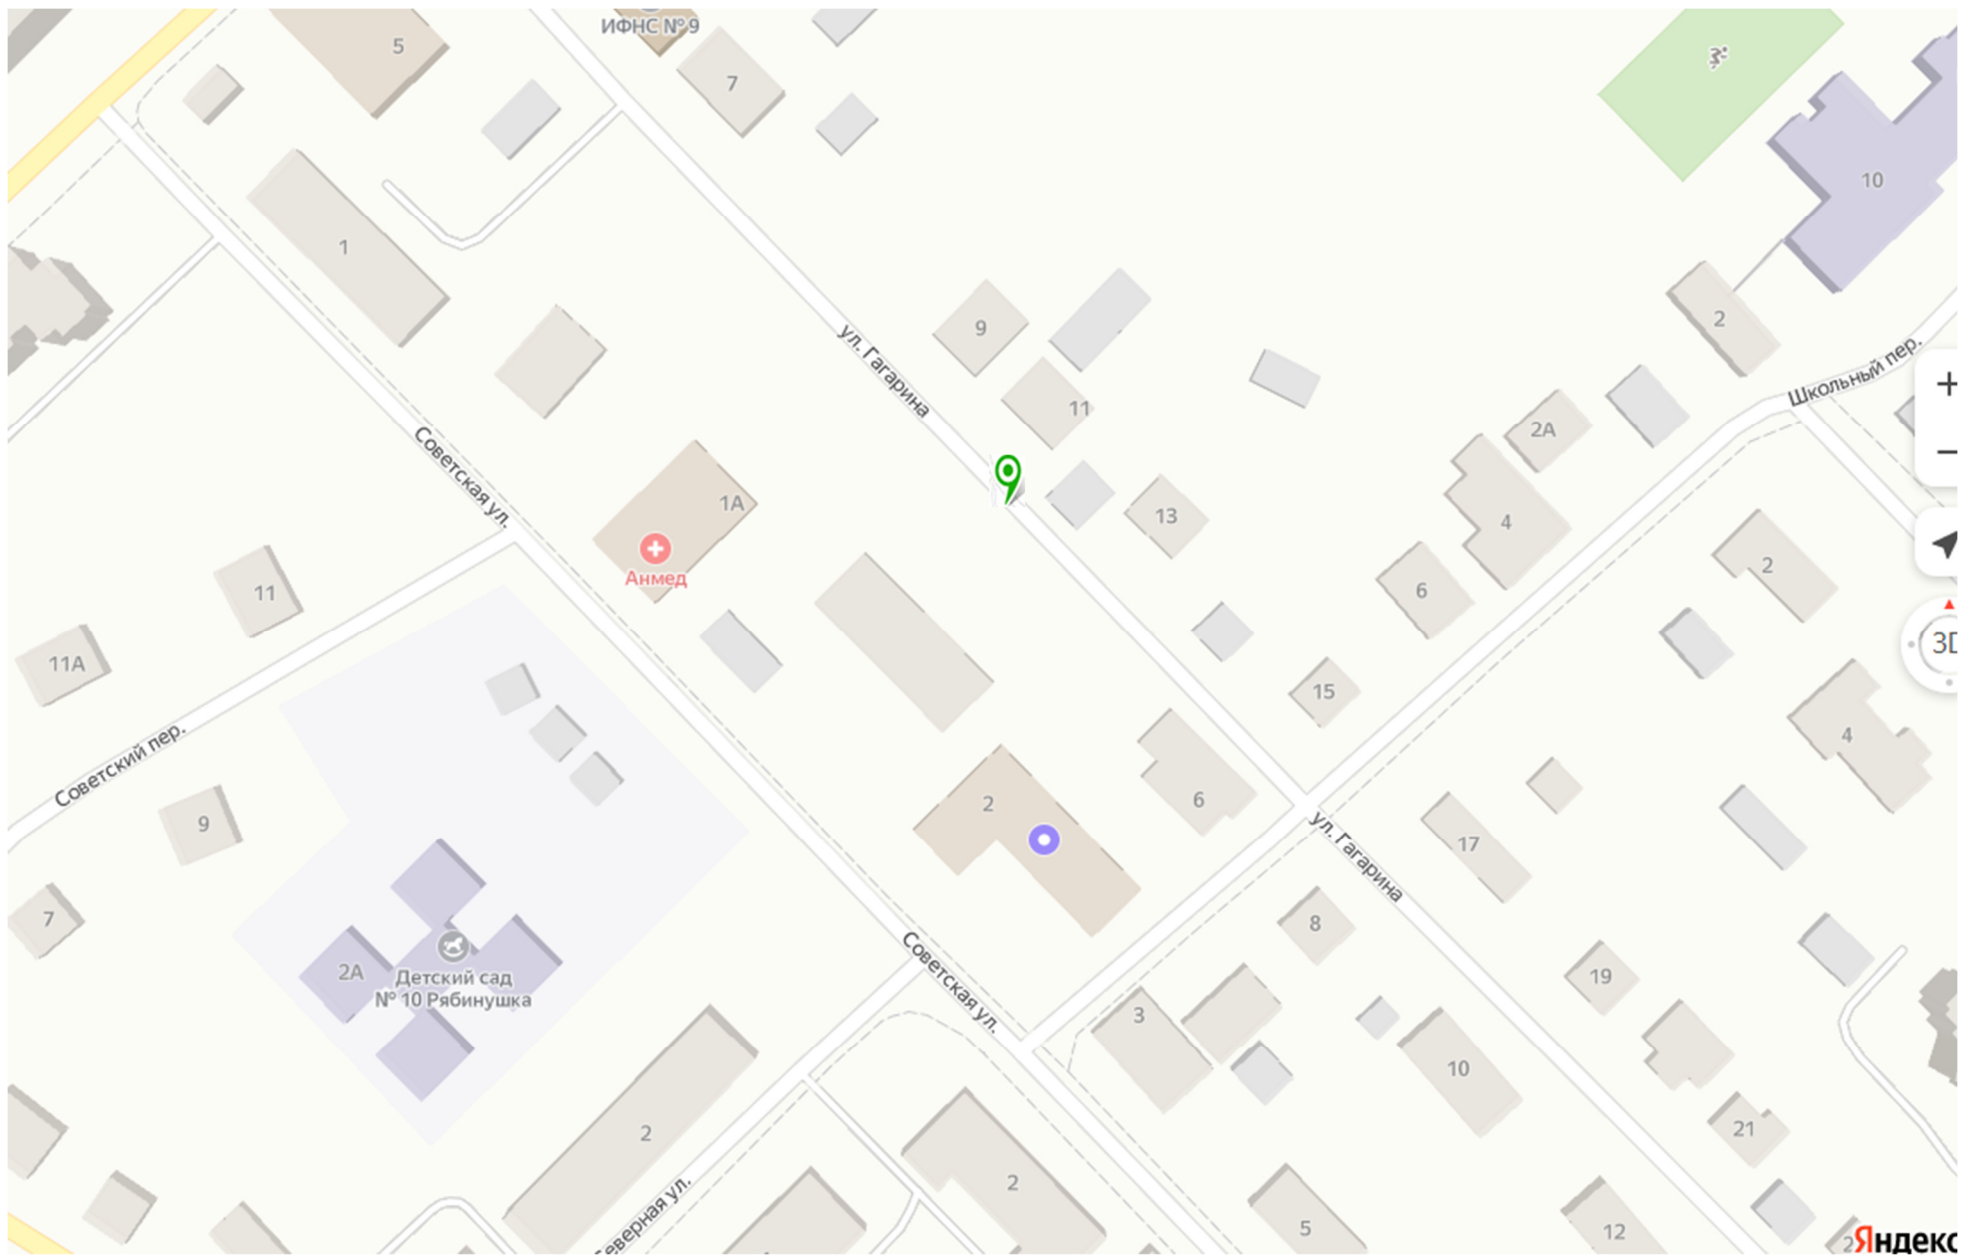 ИФНС № 9
5
7
10
1
2
9
ул. Гагарина
11
Школьный пер.
+
2А
Советская ул.
1А
13
4
−
Анмед
6
2
11
3D
11А
15
4
Советский пер.
2
6
9
ул. Гагарина
17
7
8
2А
Детский сад
№ 10 Рябинушка
Советская ул.
19
3
10
2
21
2
5
12
Северная ул.
Яндекс